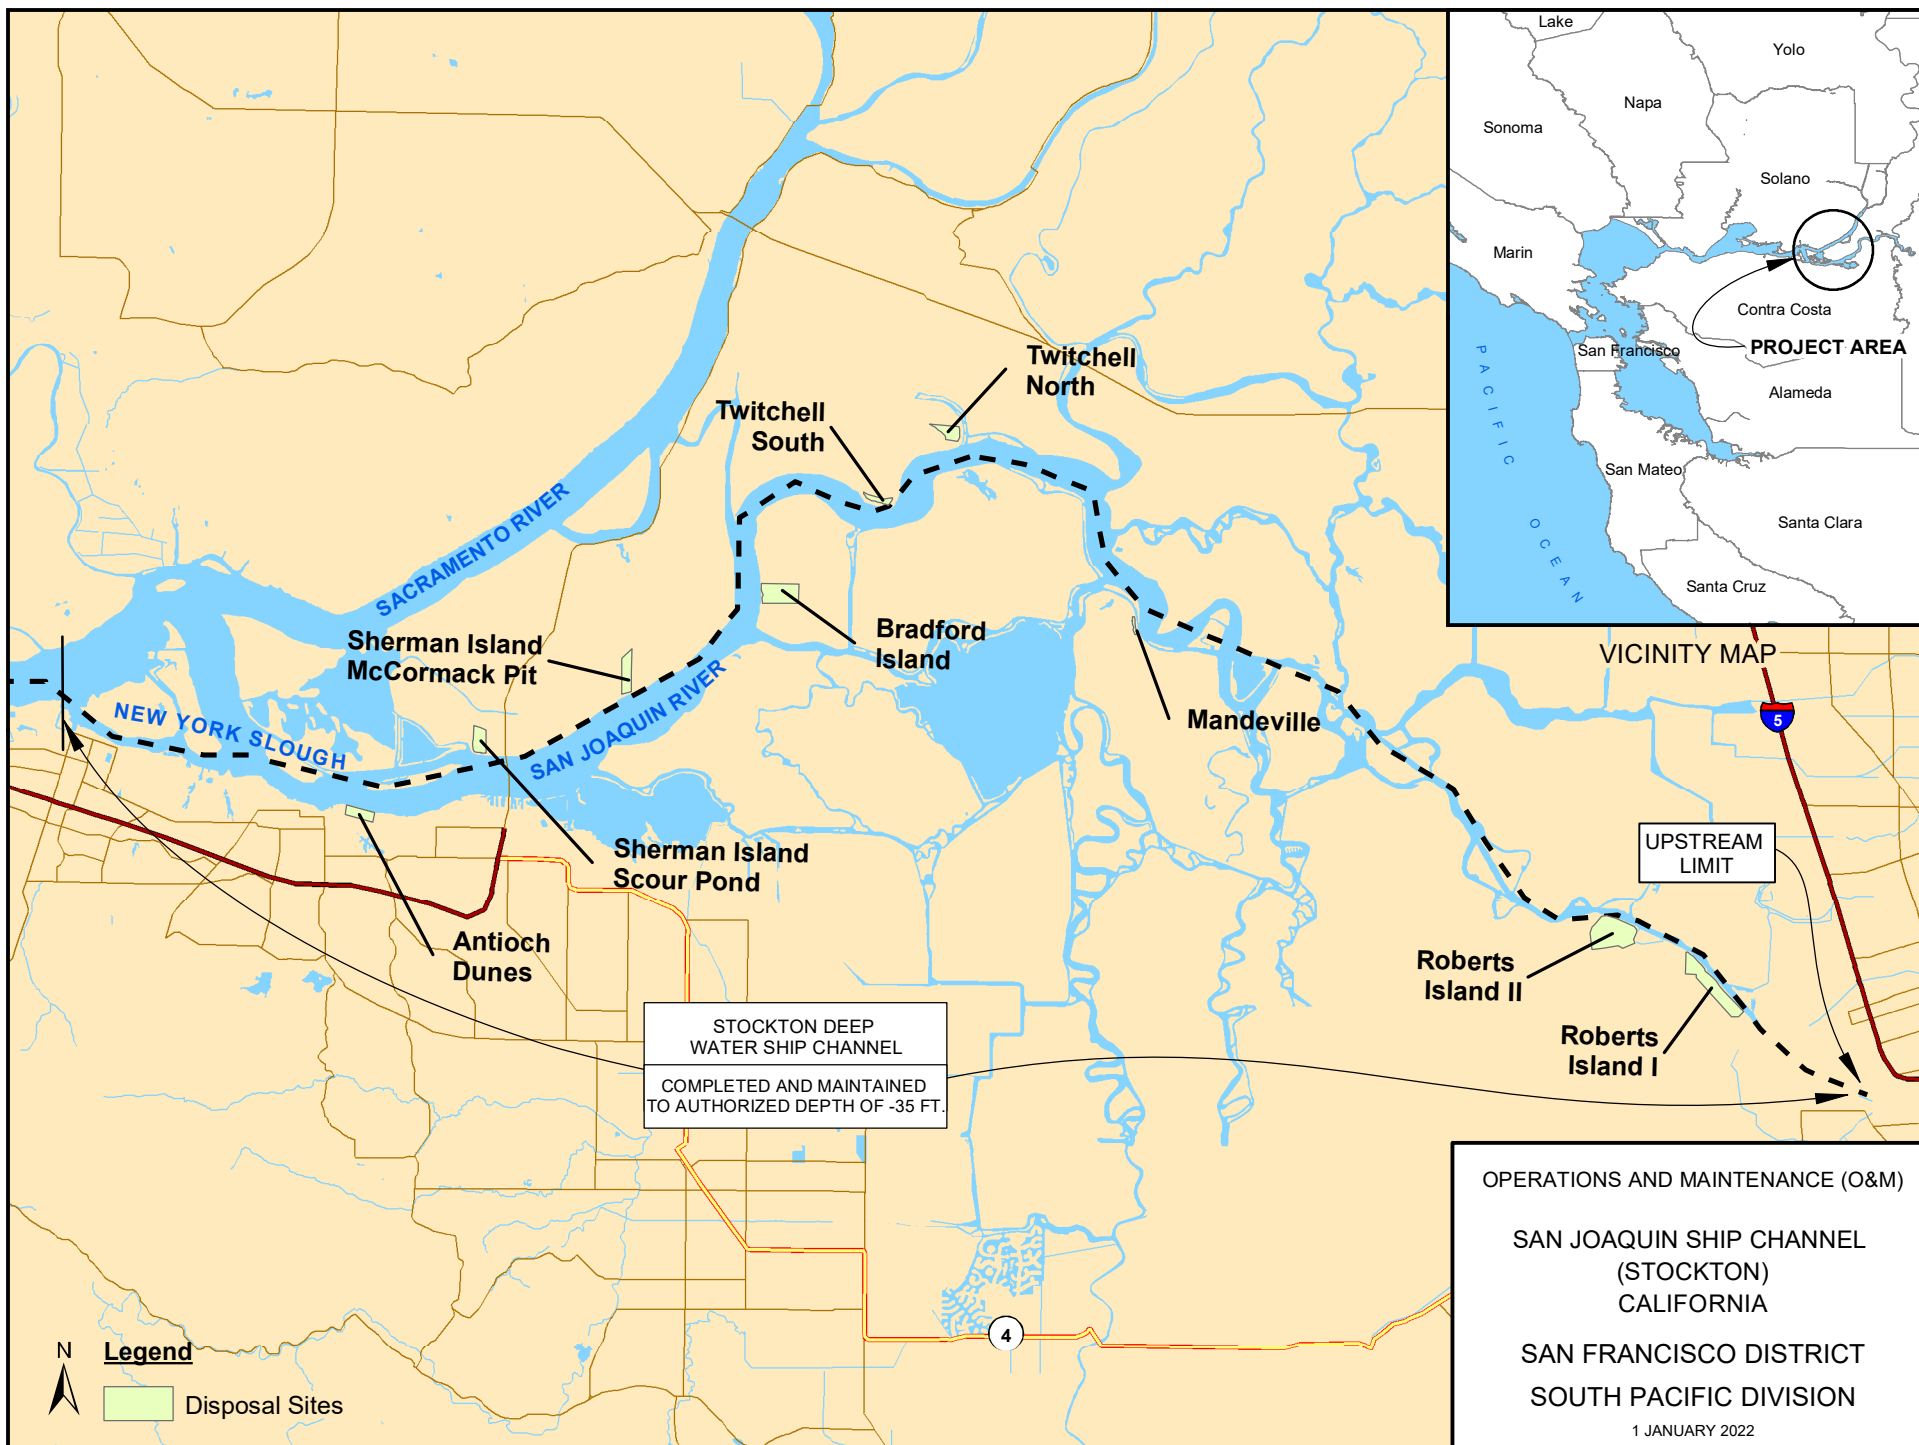 Lake
Yolo
Napa
Sonoma
Solano
Marin
Contra Costa
San Francisco
PROJECT AREA
Alameda
PACIFIC OCEAN
San Mateo
Santa Clara
Santa Cruz
VICINITY MAP
5
Twitchell
North
Twitchell
South
SACRAMENTO RIVER
Sherman Island
McCormack Pit
Bradford
Island
Mandeville
NEW YORK SLOUGH
SAN JOAQUIN RIVER
Sherman Island
Scour Pond
Antioch
Dunes
UPSTREAM
LIMIT
Roberts
Island II
Roberts
Island I
STOCKTON DEEP
WATER SHIP CHANNEL
COMPLETED AND MAINTAINED
TO AUTHORIZED DEPTH OF -35 FT.
4
N
Legend
Disposal Sites
OPERATIONS AND MAINTENANCE (O&M)
SAN JOAQUIN SHIP CHANNEL
(STOCKTON)
CALIFORNIA
SAN FRANCISCO DISTRICT
SOUTH PACIFIC DIVISION
1 JANUARY 2022